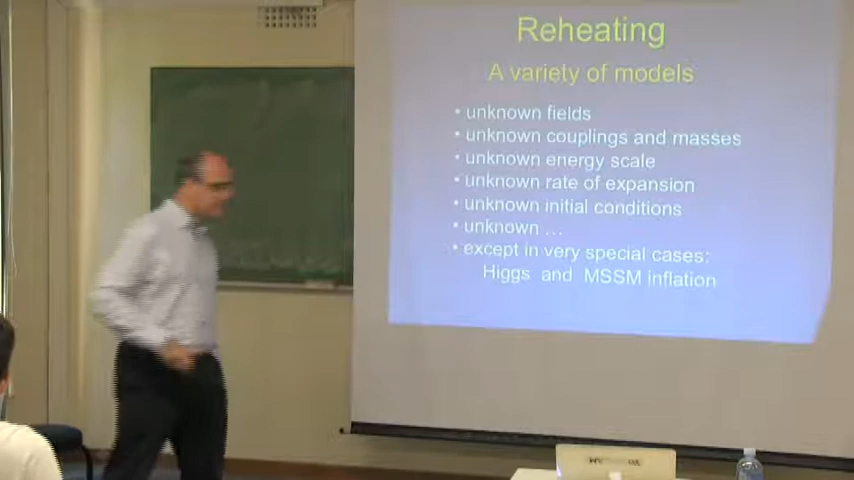 Reheating
A variety of models
• unknown fields
• unknown couplings and masses
• unknown energy scale
• unknown rate of expansion
• unknown initial conditions
• unknown ...
• except in very special cases:
Higgs and MSSM inflation